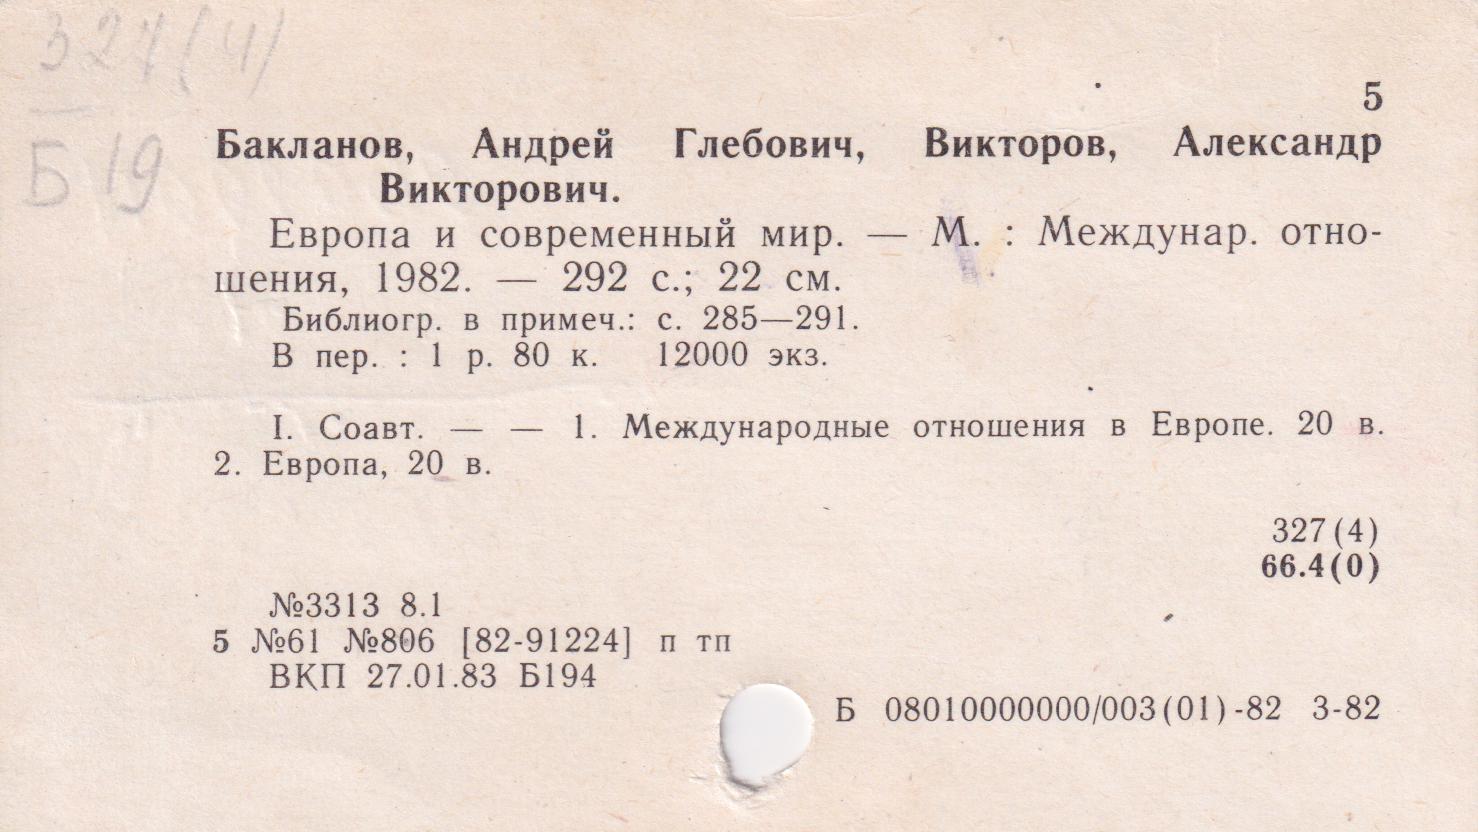 327(4)
Б 19
5
Бакланов, Андрей Глебович, Викторов, Александр
Викторович.
Европа и современный мир. — М. : Междунар. отно-
шения, 1982. — 292 с.; 22 см.
Библиогр. в примеч.: с. 285—291.
В пер. : 1 р. 80 к. 12000 экз.
I. Соавт. — — 1. Международные отношения в Европе. 20 в.
2. Европа, 20 в.
327(4)
66.4(0)
№3313 8.1
5 №61 №806 [82-91224] п тп
ВКП 27.01.83 Б194
Б 08010000000/003(01)-82 3-82